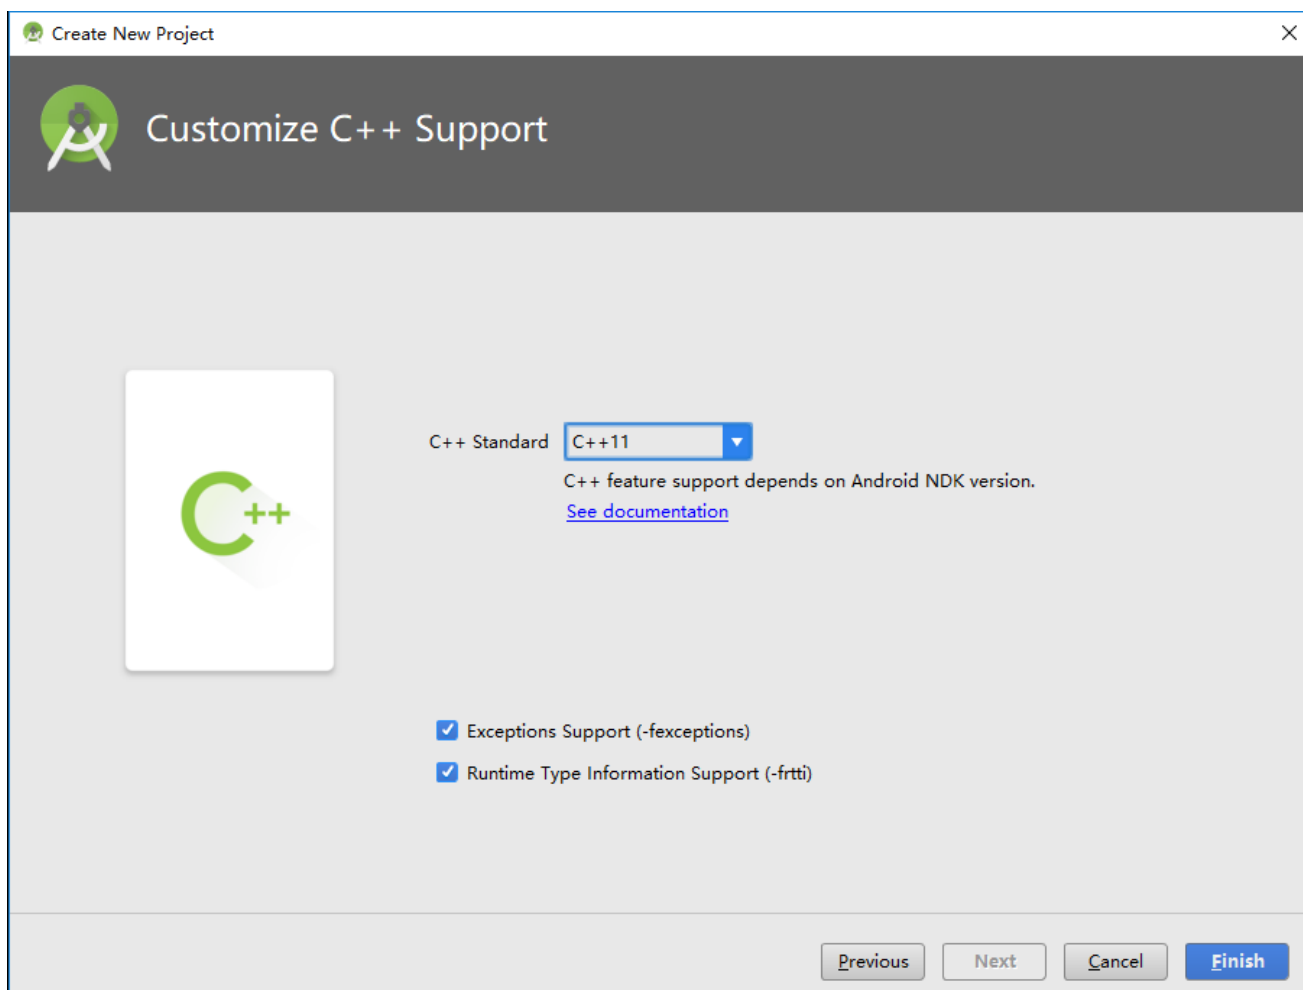 Create New Project
Customize C++ Support
C++ Standard C++11
C++ feature support depends on Android NDK version.
See documentation
C++
Exceptions Support (-fexceptions)
Runtime Type Information Support (-frtti)
Previous Next Cancel Finish